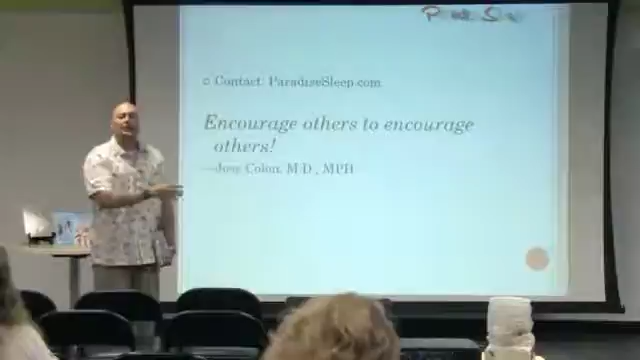 Contact: ParadiseSleep.com
Encourage others to encourage
others!
—Jose Colon, M.D., MPH